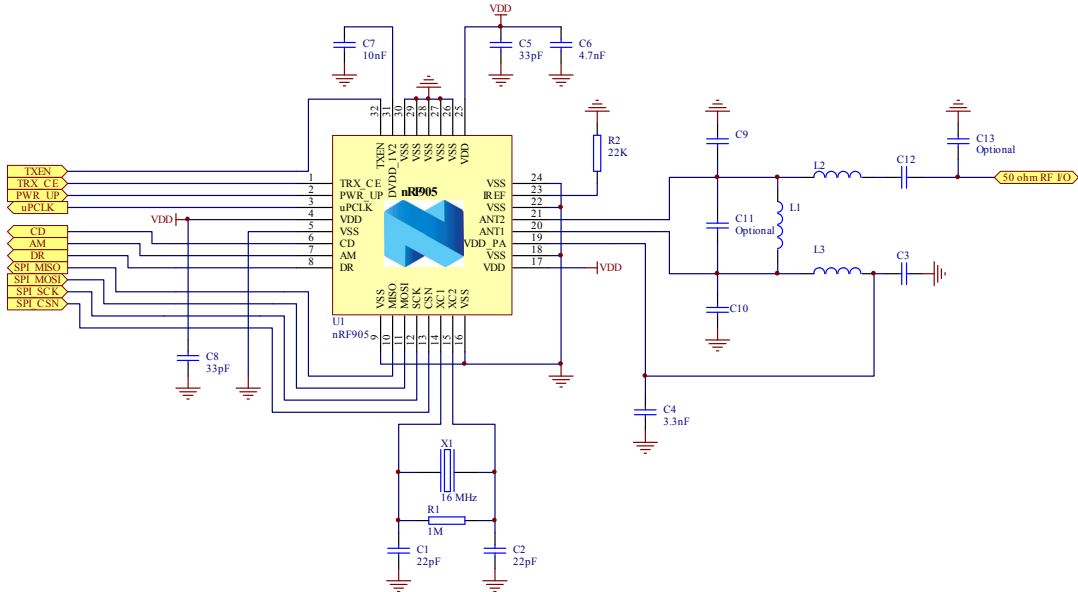 VDD
C7
10nF
C5
33pF
C6
4.7nF
32
31
30
29
28
27
26
25
TXEN
DVDD_1V2
VSS
VSS
VSS
VSS
VSS
VDD
R2
22K
C9
C13
Optional
L2
C12
50 ohm RF I/O
TXEN
TRX_CE
PWR_UP
uPCLK
CD
AM
DR
SPI_MISO
SPI_MOSI
SPI_SCK
SPI_CSN
VDD
1
2
3
4
5
6
7
8
TRX_CE
PWR_UP
uPCLK
VDD
VSS
CD
AM
DR
nRF905
VSS
IREF
VSS
ANT2
ANT1
VDD_PA
VSS
VDD
24
23
22
21
20
19
18
17
VDD
C11
Optional
L1
L3
C3
C10
VSS
MISO
MOSI
SCK
CSN
XC1
XC2
VSS
U1
nRF905
9
10
11
12
13
14
15
16
C8
33pF
C4
3.3nF
X1
16 MHz
R1
1M
C1
22pF
C2
22pF